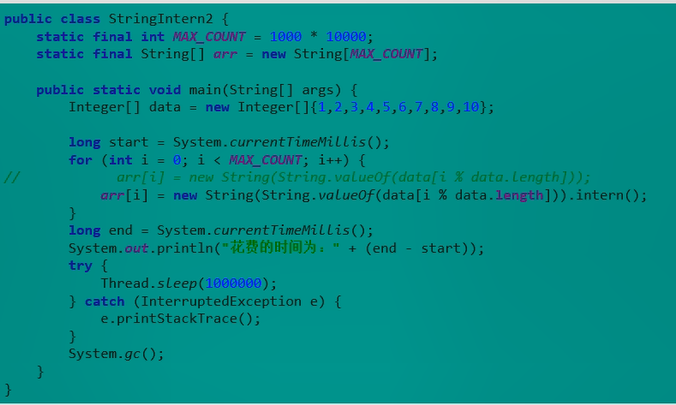 public class StringIntern2 {
    static final int MAX_COUNT = 1000 * 10000;
    static final String[] arr = new String[MAX_COUNT];

    public static void main(String[] args) {
        Integer[] data = new Integer[]{1,2,3,4,5,6,7,8,9,10};

        long start = System.currentTimeMillis();
        for (int i = 0; i < MAX_COUNT; i++) {
//            arr[i] = new String(String.valueOf(data[i % data.length]));
            arr[i] = new String(String.valueOf(data[i % data.length])).intern();
        }
        long end = System.currentTimeMillis();
        System.out.println("花费的时间为：" + (end - start));
        try {
            Thread.sleep(1000000);
        } catch (InterruptedException e) {
            e.printStackTrace();
        }
        System.gc();
    }
}